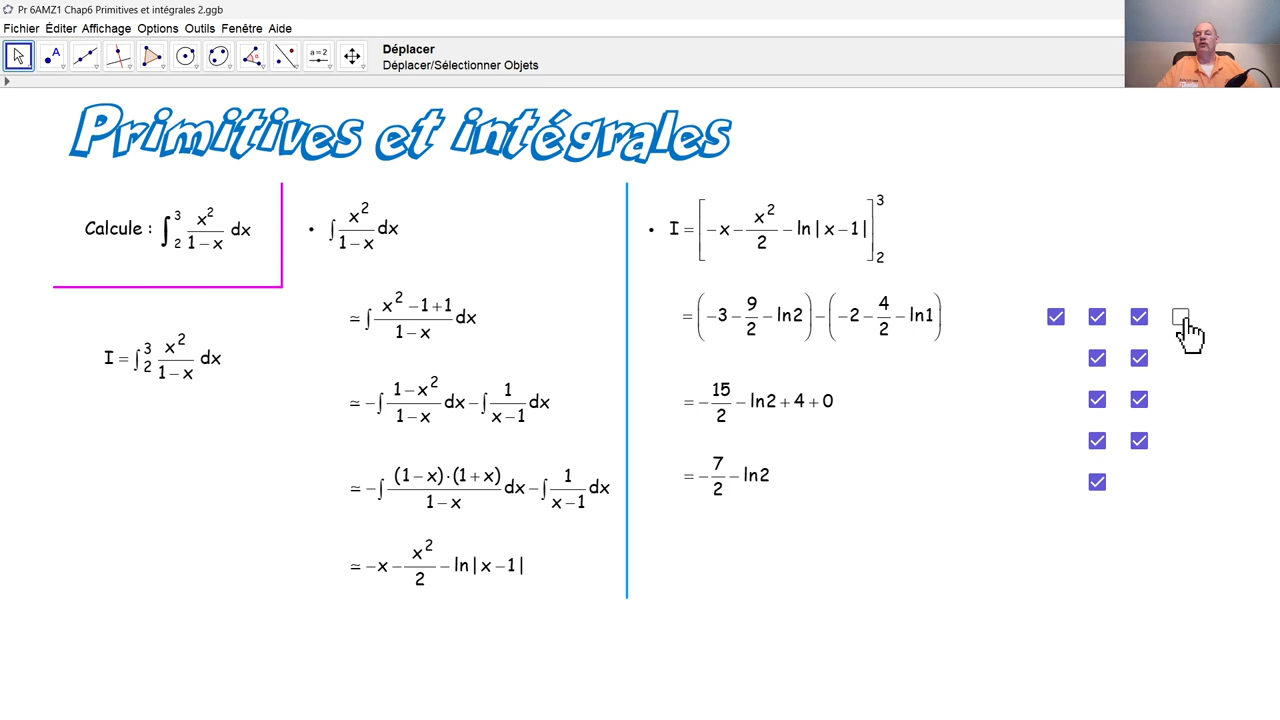 Pr 6AMZ1 Chap6 Primitives et intégrales 2.ggb
Fichier Éditer Affichage Options Outils Fenêtre Aide
A
a=2
Déplacer
Déplacer/Sélectionner Objets
Primitives et intégrales
Calcule : ∫₂³ x²/(1−x) dx
I = ∫₂³ x²/(1−x) dx
• ∫ x²/(1−x) dx
≃ ∫ (x² −1+1)/(1−x) dx
≃ −∫ (1−x²)/(1−x) dx − ∫ 1/(x−1) dx
≃ −∫ ((1−x)·(1+x))/(1−x) dx − ∫ 1/(x−1) dx
≃ −x − x²/2 − ln|x−1|
• I = [−x − x²/2 − ln|x−1|]₂³
= (−3 − 9/2 − ln2) − (−2 − 4/2 − ln1)
= −15/2 − ln2 + 4 + 0
= −7/2 − ln2